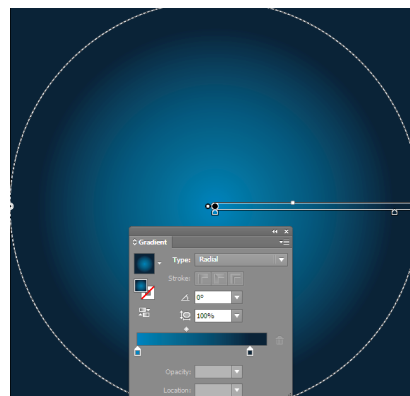 Gradient
Type: Radial
Stroke:
0°
100%
Opacity:
Location: